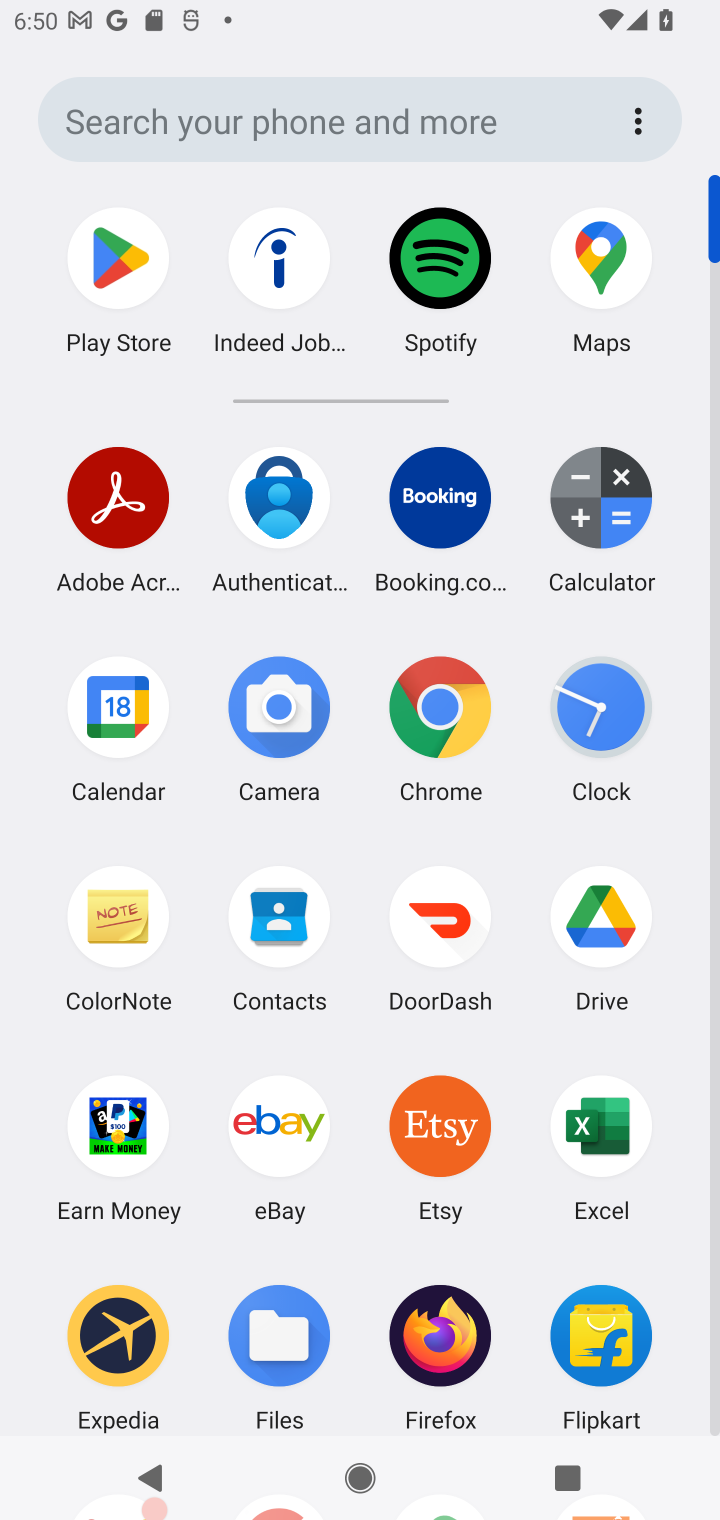 6:50
Search your phone and more
Play Store
Indeed Job...
Spotify
Maps
Booking
Adobe Acr...
Authenticat...
Booking.co...
Calculator
18
Calendar
Camera
Chrome
Clock
NOTE
ColorNote
Contacts
DoorDash
Drive
$100
MAKE MONEY
ebay
Etsy
X
Earn Money
eBay
Etsy
Excel
Expedia
Files
Firefox
Flipkart